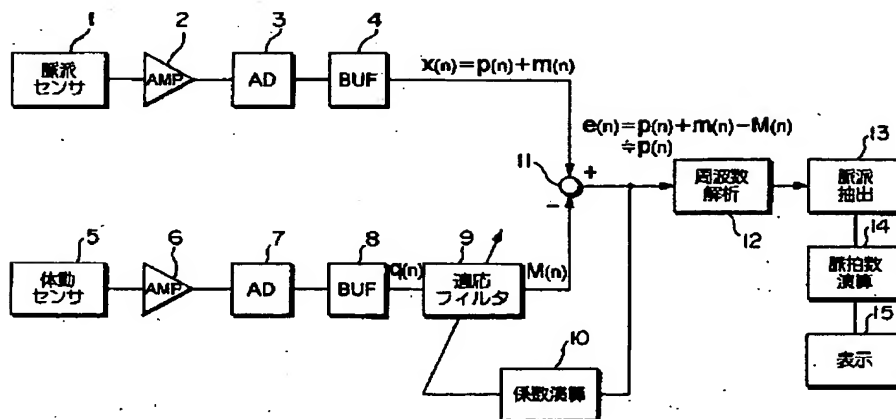 1
脈派
センサ
2
AMP
3
AD
4
BUF
x(n)=p(n)+m(n)
e(n)=p(n)+m(n)−M(n)
≒p(n)
11
+
−
周波数
解析
12
13
脈派
抽出
14
脈拍数
演算
15
表示
5
体動
センサ
6
AMP
7
AD
8
BUF
q(n)
9
適応
フィルタ
M(n)
10
係数演算